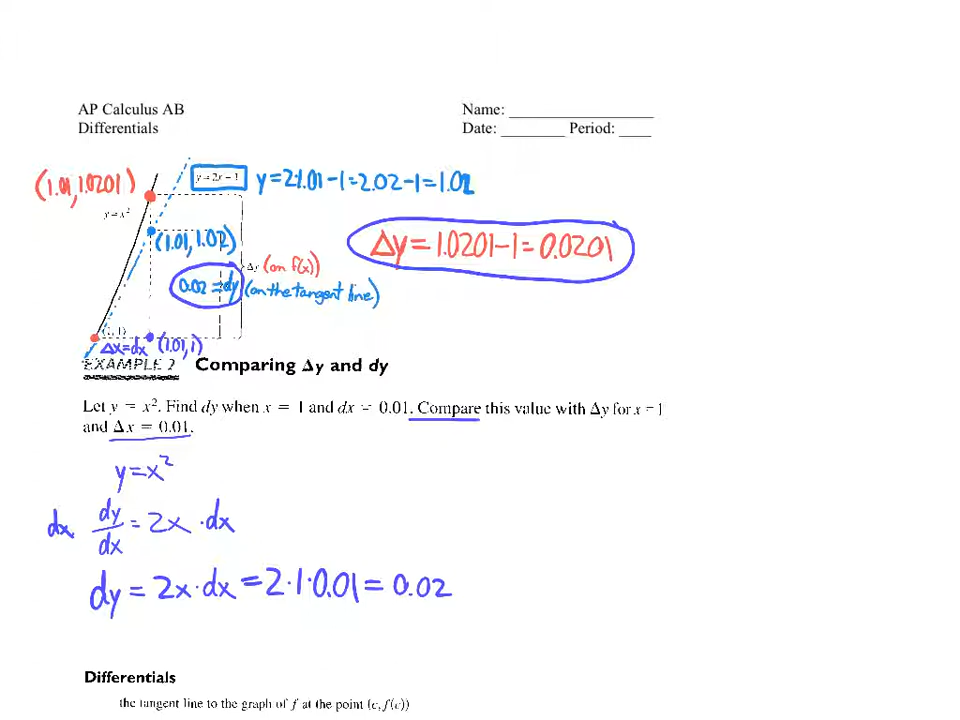 AP Calculus AB
Name: ____________________
Differentials
Date: ________ Period: ____
(1.01, 1.0201)
y = 2x − 1
y=2·1.01−1=2.02−1=1.02
y = x²
(1.01, 1.02)
Δy = 1.0201−1 = 0.0201
Δy (on f(x))
0.02 = dy (on the tangent line)
(1, 1)
Δx=dx (1.01, 1)
EXAMPLE 2 Comparing Δy and dy
Let y = x². Find dy when x = 1 and dx = 0.01. Compare this value with Δy for x = 1
and Δx = 0.01.
y=x²
dx dy/dx = 2x ·dx
dy = 2x·dx = 2·1·0.01 = 0.02
Differentials
the tangent line to the graph of f at the point (c, f(c))